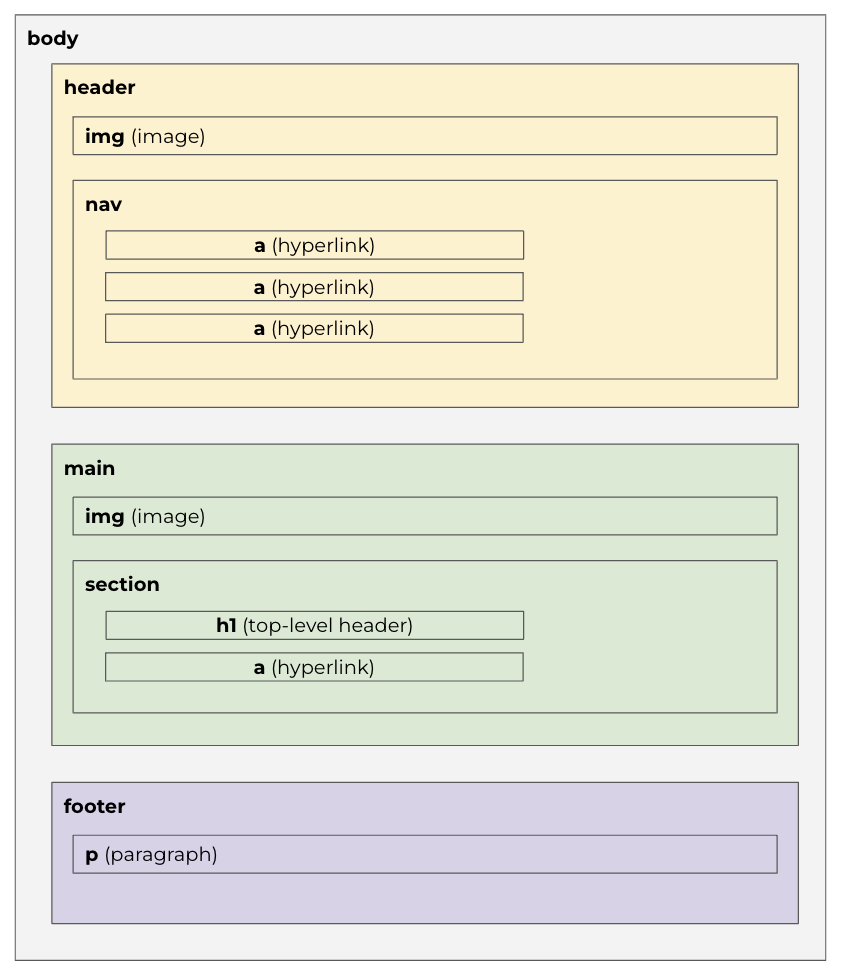 body
header
img (image)
nav
a (hyperlink)
a (hyperlink)
a (hyperlink)
main
img (image)
section
h1 (top-level header)
a (hyperlink)
footer
p (paragraph)